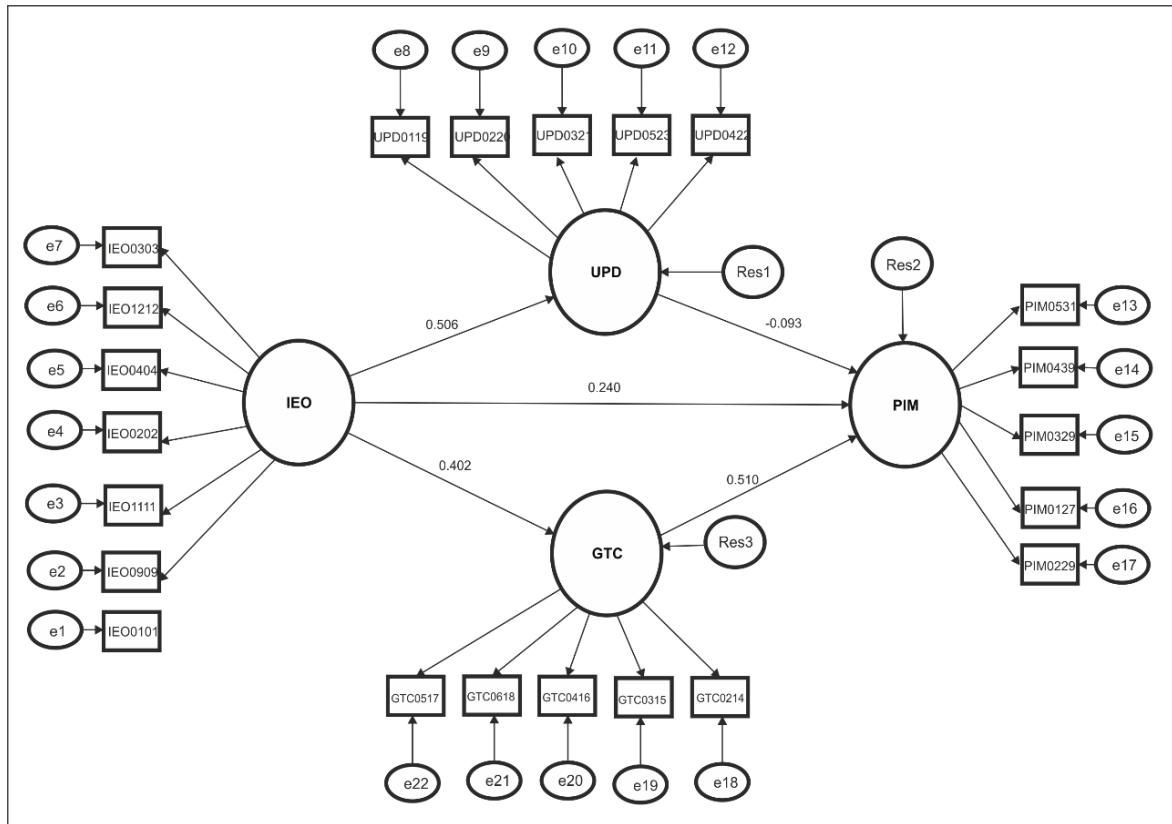 e8
e9
e10
e11
e12
UPD0119
UPD0220
UPD0321
UPD0523
UPD0422
e7
IEO0303
e6
IEO1212
e5
IEO0404
e4
IEO0202
e3
IEO1111
e2
IEO0909
e1
IEO0101
IEO
UPD
Res1
Res2
0.506
-0.093
0.240
0.402
0.510
PIM
PIM0531
e13
PIM0439
e14
PIM0329
e15
PIM0127
e16
PIM0229
e17
GTC
Res3
GTC0517
GTC0618
GTC0416
GTC0315
GTC0214
e22
e21
e20
e19
e18